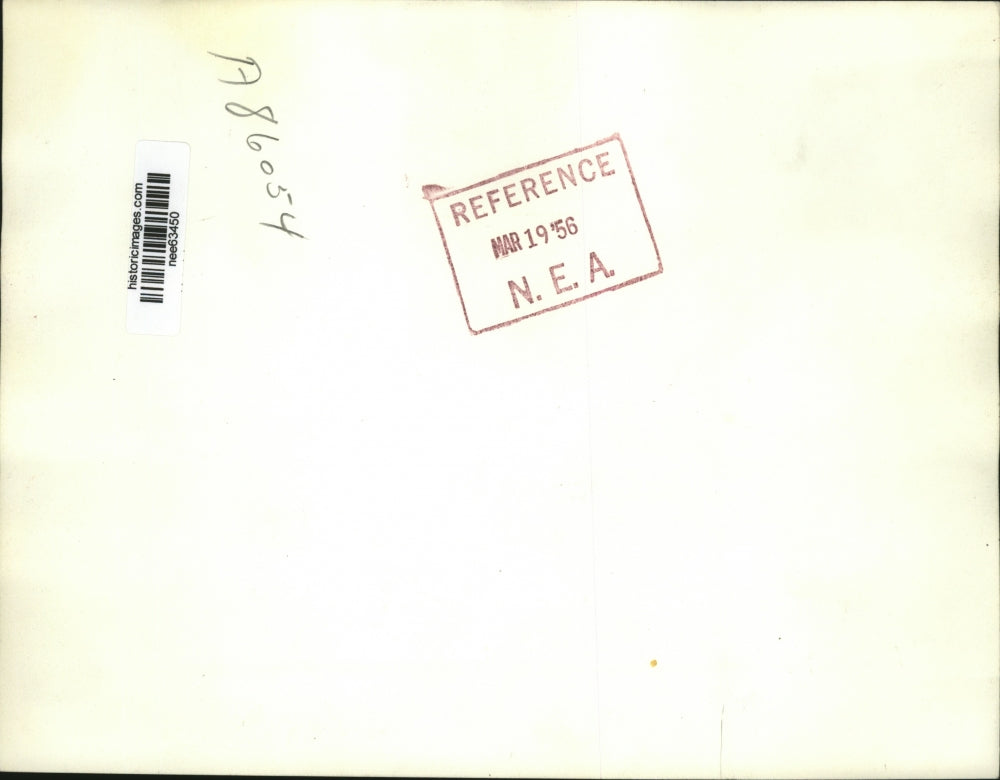 A86054
historicimages.com
nee63450
REFERENCE
MAR 19 '56
N. E. A.